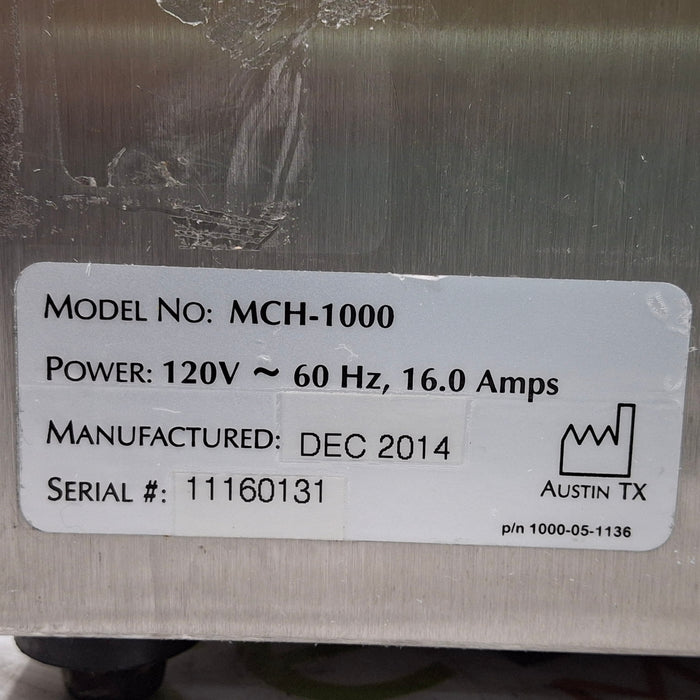 MODEL NO: MCH-1000
POWER: 120V ~ 60 Hz, 16.0 Amps
MANUFACTURED: DEC 2014
SERIAL #: 11160131
AUSTIN TX
p/n 1000-05-1136